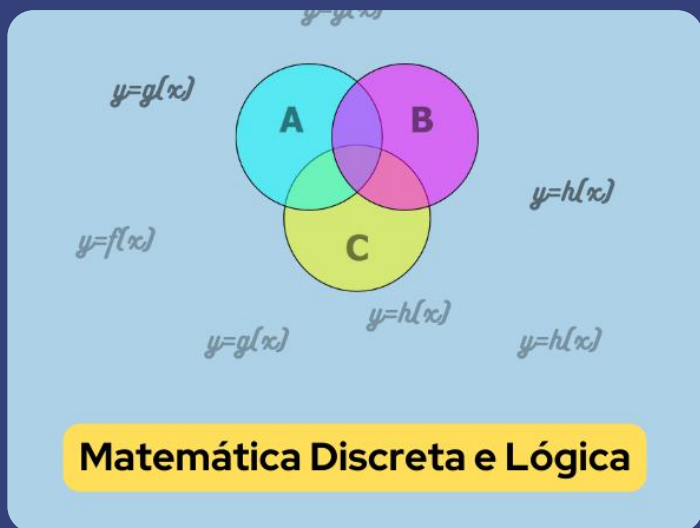 y=g(x)
y=g(x)
A B
y=h(x)
y=f(x)
C
y=h(x)
y=g(x)
y=h(x)
Matemática Discreta e Lógica